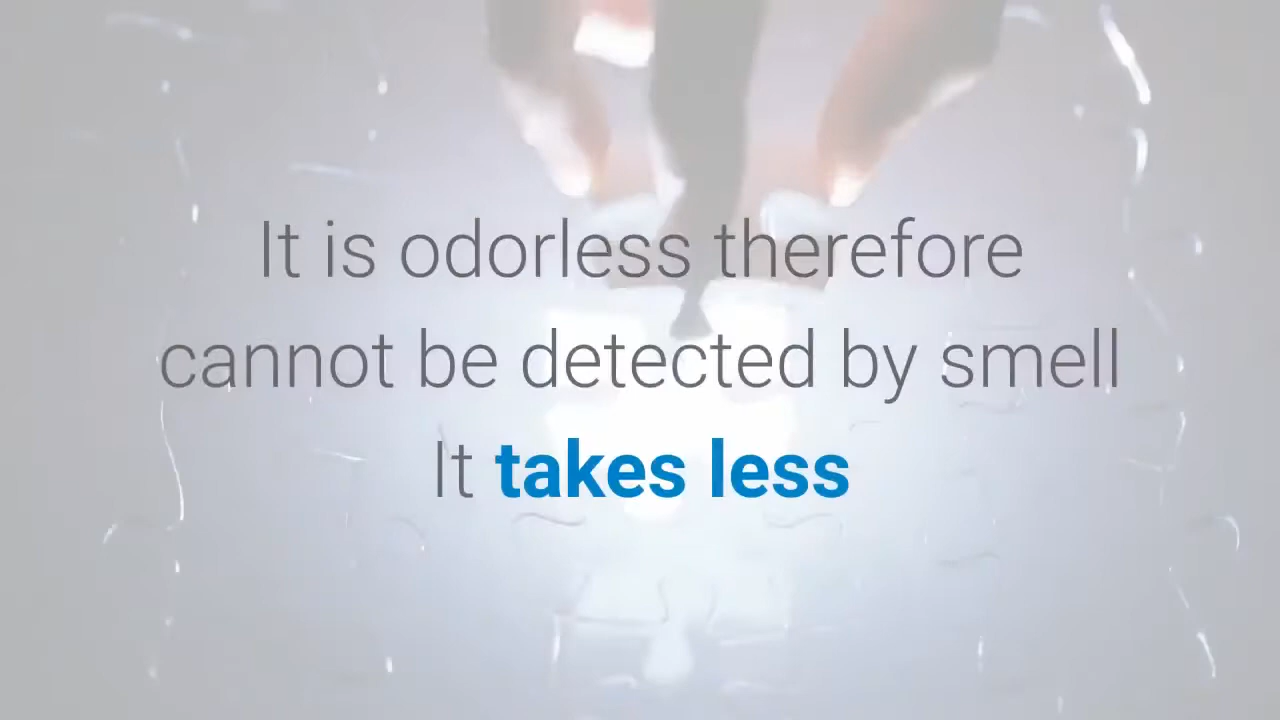 It is odorless therefore
cannot be detected by smell
It takes less